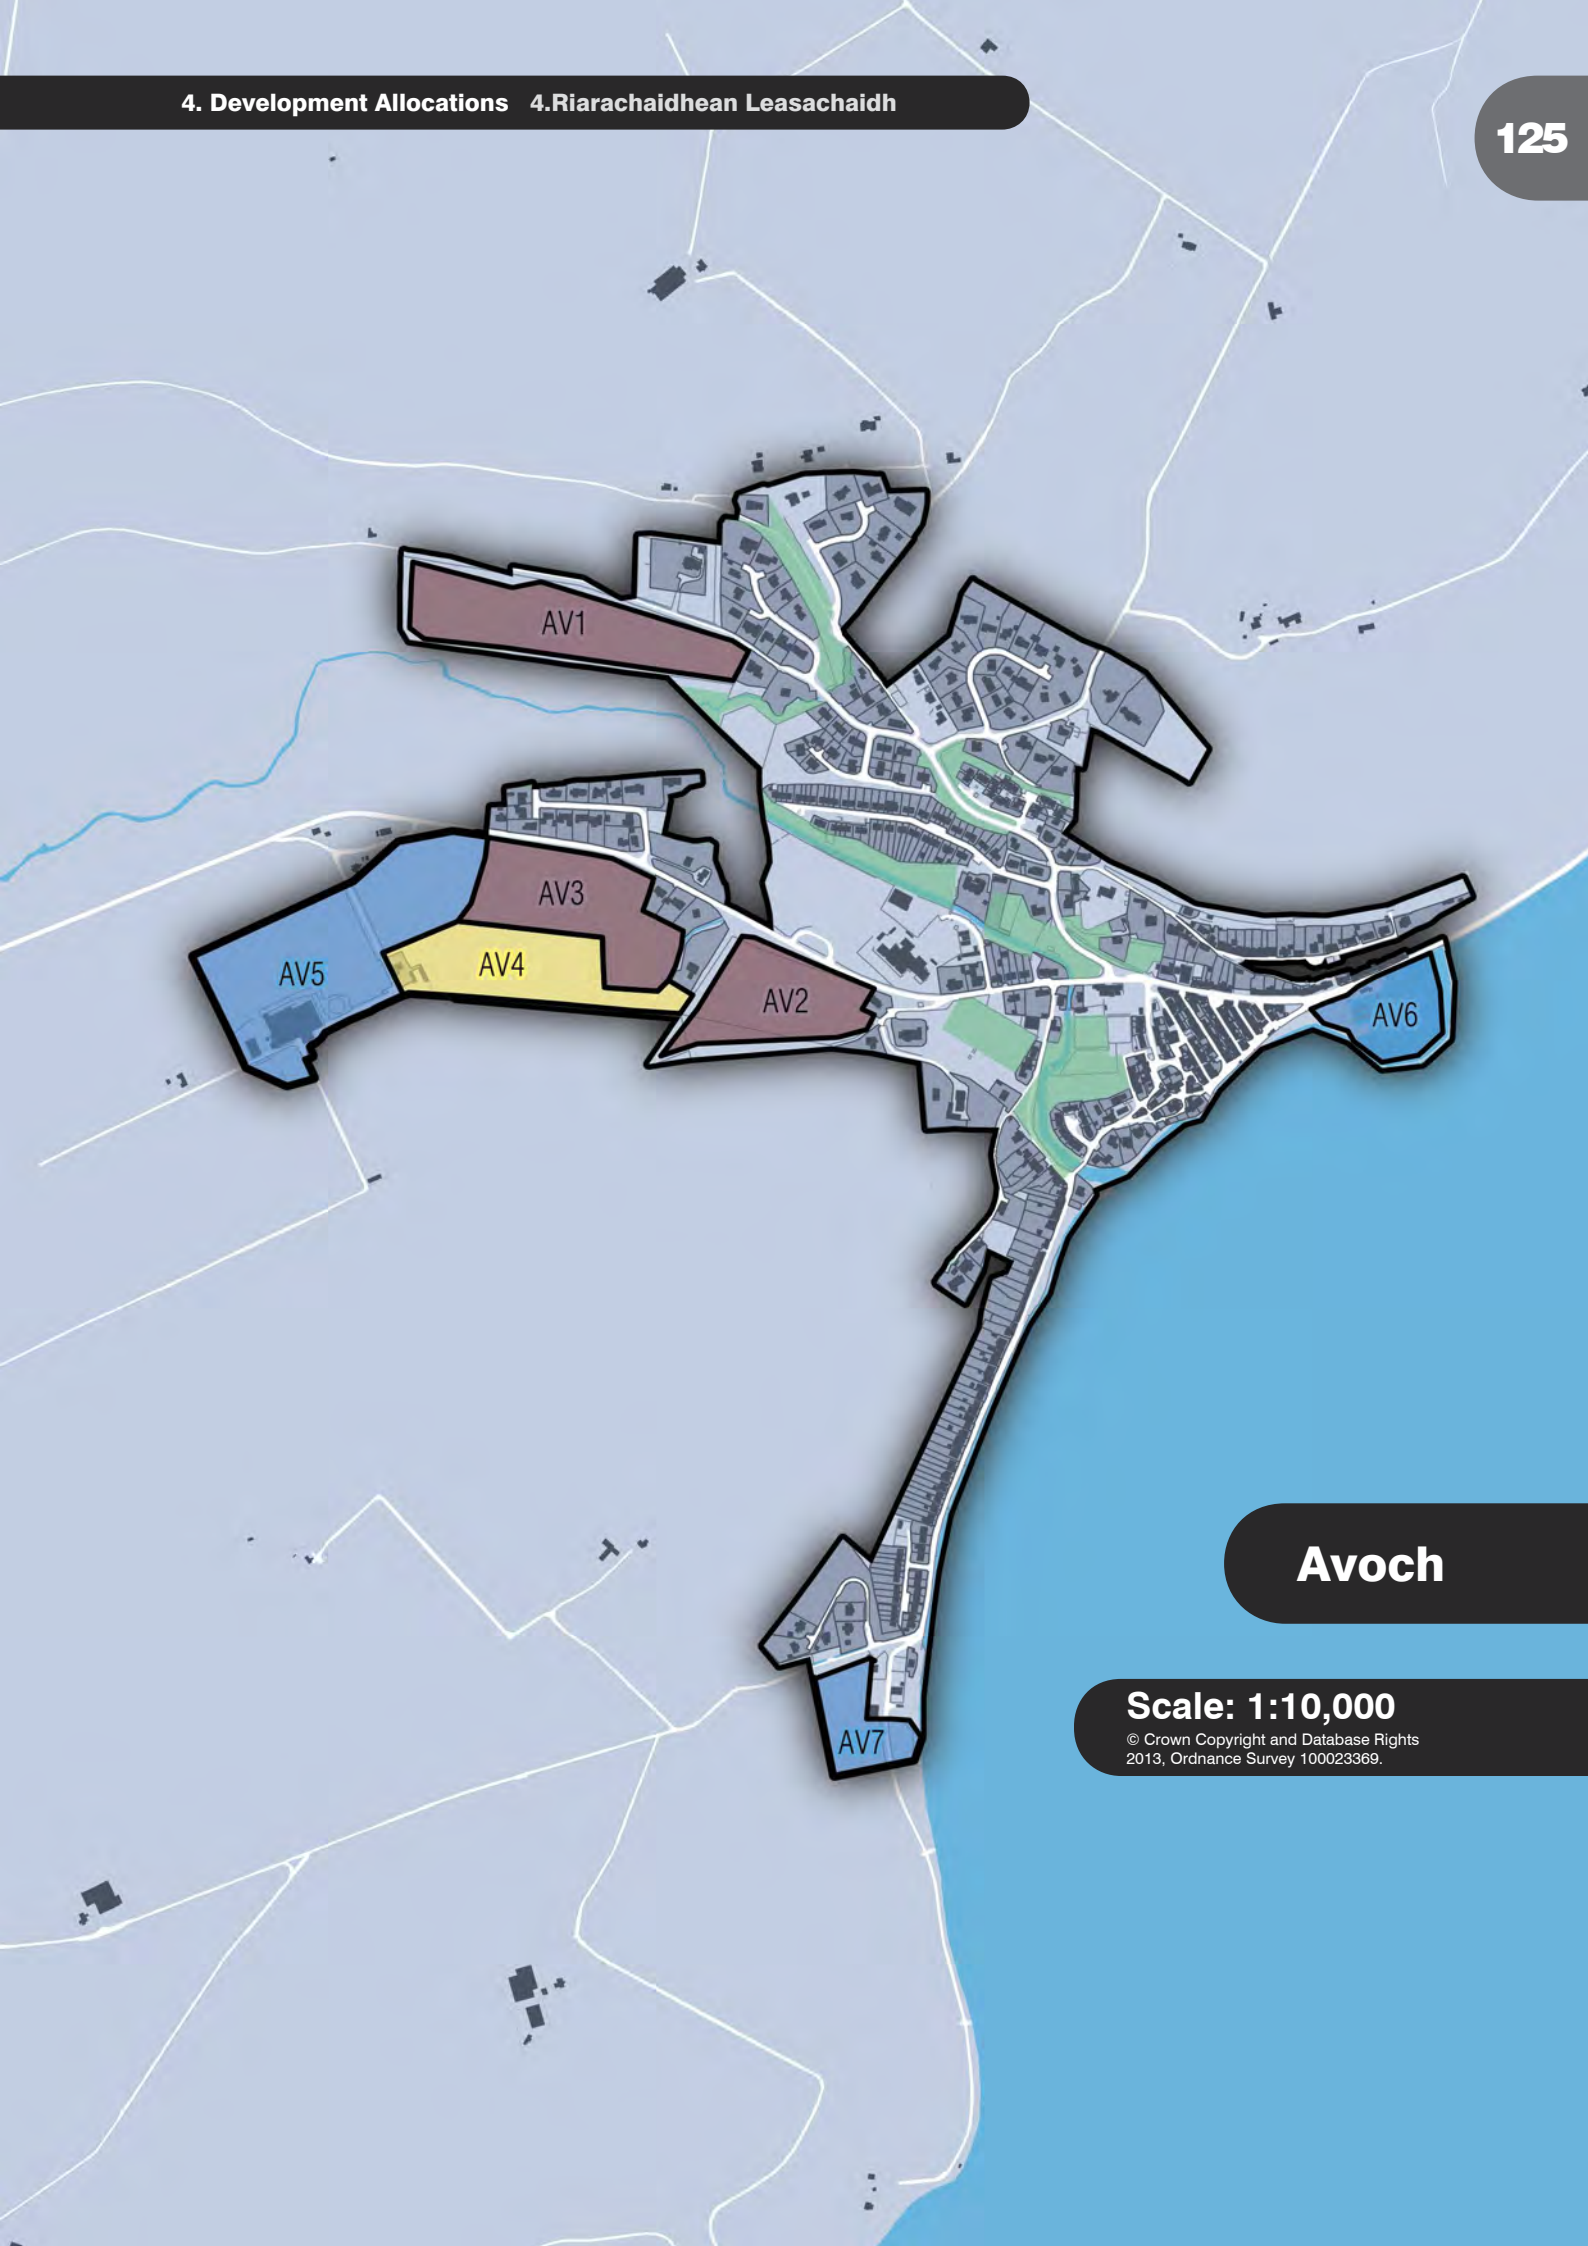 4. Development Allocations 4.Riarachaidhean Leasachaidh
125
AV1
AV3
AV4
AV5
AV2
AV6
Avoch
Scale: 1:10,000
© Crown Copyright and Database Rights
2013, Ordnance Survey 100023369.
AV7